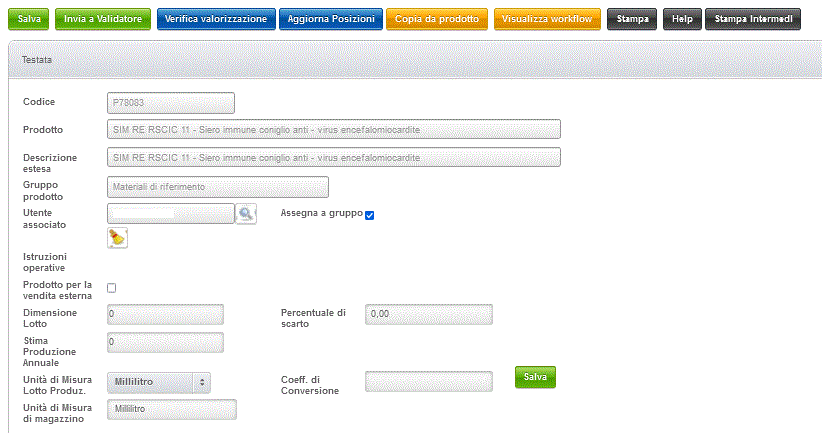 Salva Invia a Validatore Verifica valorizzazione Aggiorna Posizioni Copia da prodotto Visualizza workflow Stampa Help Stampa IntermedI
Testata
Codice P78083
Prodotto SIM RE RSCIC 11 - Siero immune coniglio anti - virus encefalomiocardite
Descrizione estesa SIM RE RSCIC 11 - Siero immune coniglio anti - virus encefalomiocardite
Gruppo prodotto Materiali di riferimento
Utente associato Assegna a gruppo
Istruzioni operative
Prodotto per la vendita esterna
Dimensione Lotto 0 Percentuale di scarto 0,00
Stima Produzione Annuale 0
Unità di Misura Lotto Produz. Millilitro Coeff. di Conversione Salva
Unità di Misura di magazzino Millilitro